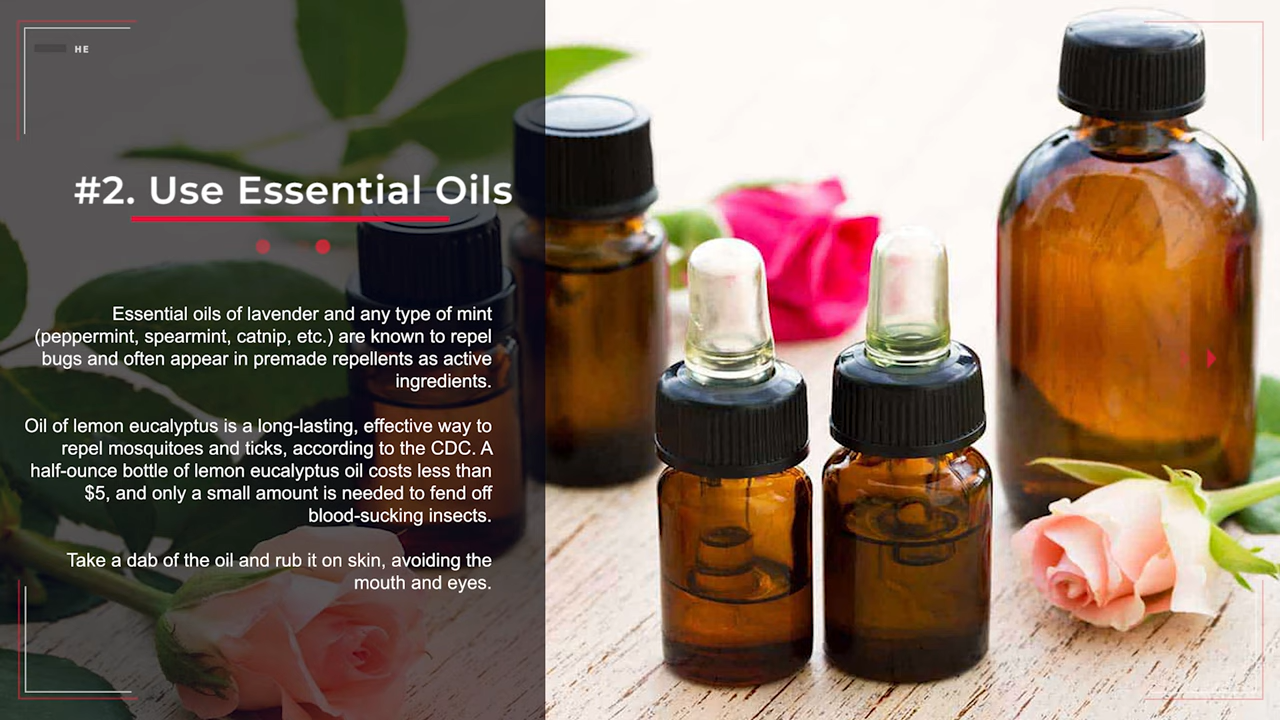 HE
#2. Use Essential Oils
Essential oils of lavender and any type of mint
(peppermint, spearmint, catnip, etc.) are known to repel
bugs and often appear in premade repellents as active
ingredients.
Oil of lemon eucalyptus is a long-lasting, effective way to
repel mosquitoes and ticks, according to the CDC. A
half-ounce bottle of lemon eucalyptus oil costs less than
$5, and only a small amount is needed to fend off
blood-sucking insects.
Take a dab of the oil and rub it on skin, avoiding the
mouth and eyes.